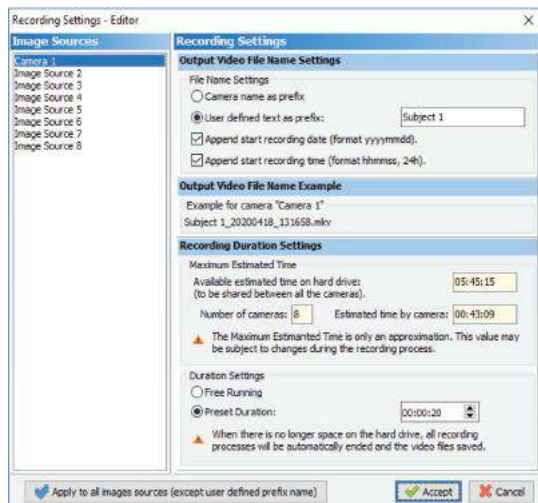 Recording Settings - Editor
Image Sources
Camera 1
Image Source 2
Image Source 3
Image Source 4
Image Source 5
Image Source 6
Image Source 7
Image Source 8
Recording Settings
Output Video File Name Settings
File Name Settings
Camera name as prefix
User defined text as prefix: Subject 1
Append start recording date (format yyyymmdd).
Append start recording time (format hhmmss, 24h).
Output Video File Name Example
Example for camera "Camera 1"
Subject 1_20200418_131658.mkv
Recording Duration Settings
Maximum Estimated Time
Available estimated time on hard drive: 05:45:15
(to be shared between all the cameras).
Number of cameras: 8 Estimated time by camera: 00:43:09
The Maximum Estimanted Time is only an approximation. This value may
be subject to changes during the recording process.
Duration Settings
Free Running
Preset Duration: 00:00:20
When there is no longer space on the hard drive, all recording
processes will be automatically ended and the video files saved.
Apply to all images sources (except user defined prefix name) Accept Cancel